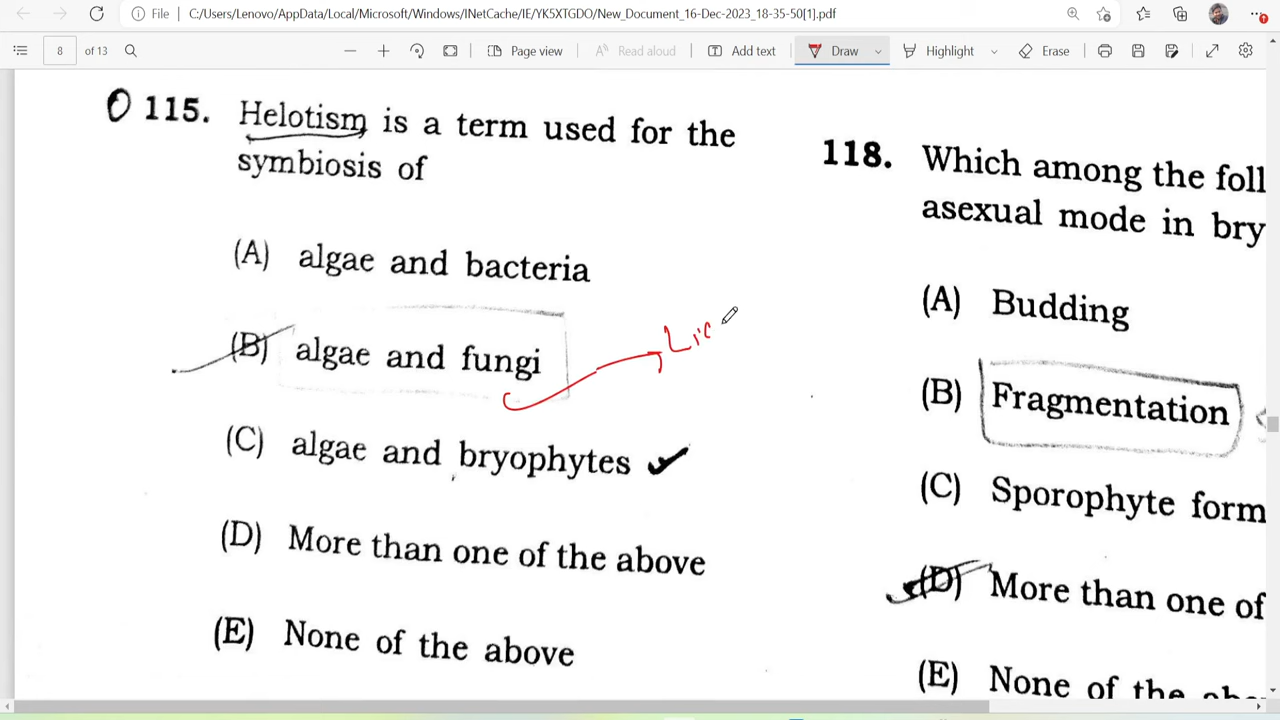 File
C:/Users/Lenovo/AppData/Local/Microsoft/Windows/INetCache/IE/YK5XTGDO/New_Document_16-Dec-2023_18-35-50[1].pdf
8 of 13
Page view
Read aloud
Add text
Draw
Highlight
Erase
115. Helotism is a term used for the
symbiosis of
(A) algae and bacteria
(B) algae and fungi
Lic
(C) algae and bryophytes
(D) More than one of the above
(E) None of the above
118. Which among the foll
asexual mode in bry
(A) Budding
(B) Fragmentation
(C) Sporophyte form
(D) More than one of
(E) None of the abo